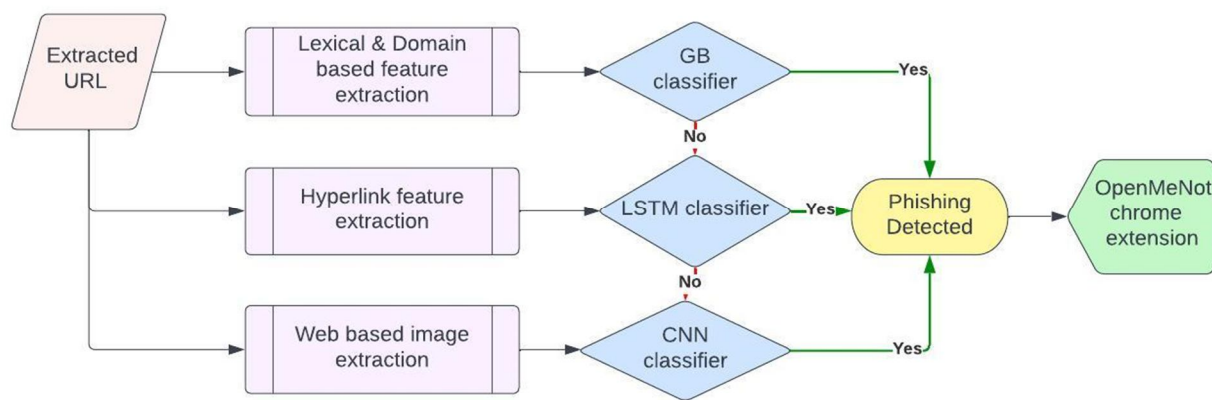 Extracted
URL
Lexical & Domain
based feature
extraction
GB
classifier
Yes
No
Hyperlink feature
extraction
LSTM classifier
Yes
Phishing
Detected
OpenMeNot
chrome
extension
No
Web based image
extraction
CNN
classifier
Yes